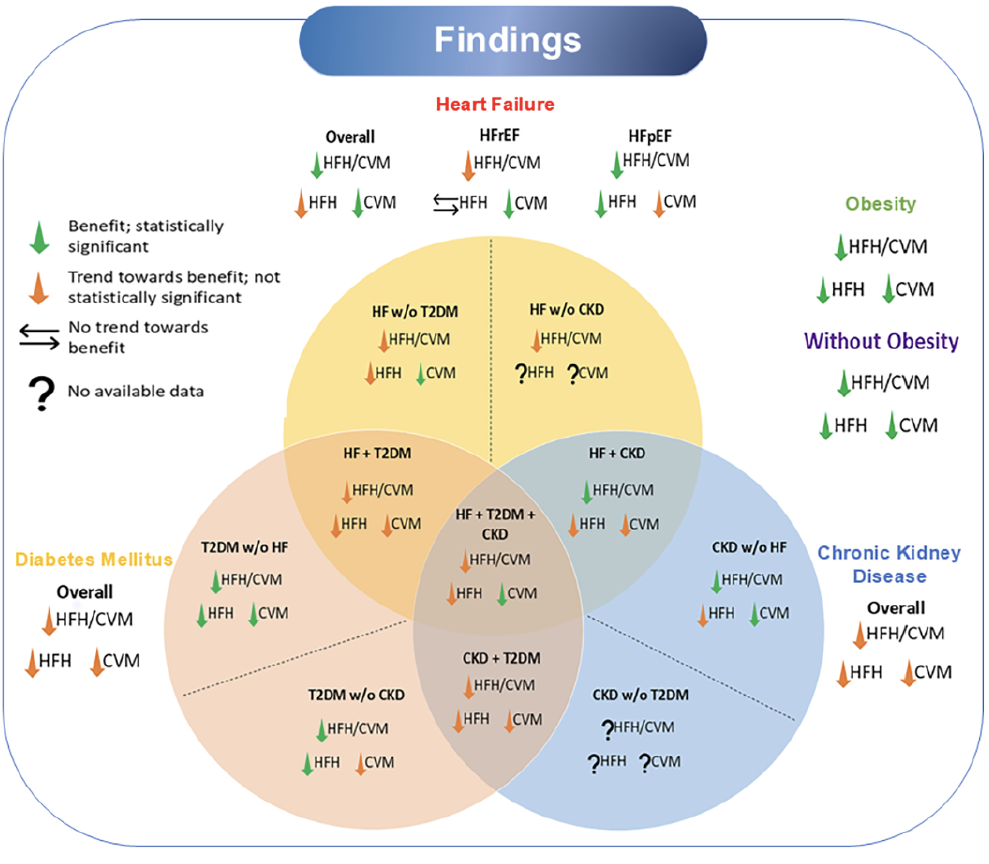 Findings
Heart Failure
Overall
HFH/CVM
HFH CVM
HFrEF
HFH/CVM
HFH CVM
HFpEF
HFH/CVM
HFH CVM
Benefit; statistically
significant
Trend towards benefit; not
statistically significant
No trend towards
benefit
? No available data
Obesity
HFH/CVM
HFH CVM
Without Obesity
HFH/CVM
HFH CVM
HF w/o T2DM
HFH/CVM
HFH CVM
HF w/o CKD
HFH/CVM
?HFH ?CVM
HF + T2DM
HFH/CVM
HFH CVM
HF + CKD
HFH/CVM
HFH CVM
HF + T2DM +
CKD
HFH/CVM
HFH CVM
Diabetes Mellitus
Overall
HFH/CVM
HFH CVM
T2DM w/o HF
HFH/CVM
HFH CVM
CKD w/o HF
HFH/CVM
HFH CVM
Chronic Kidney
Disease
Overall
HFH/CVM
HFH CVM
T2DM w/o CKD
HFH/CVM
HFH CVM
CKD + T2DM
HFH/CVM
HFH CVM
CKD w/o T2DM
?HFH/CVM
?HFH ?CVM